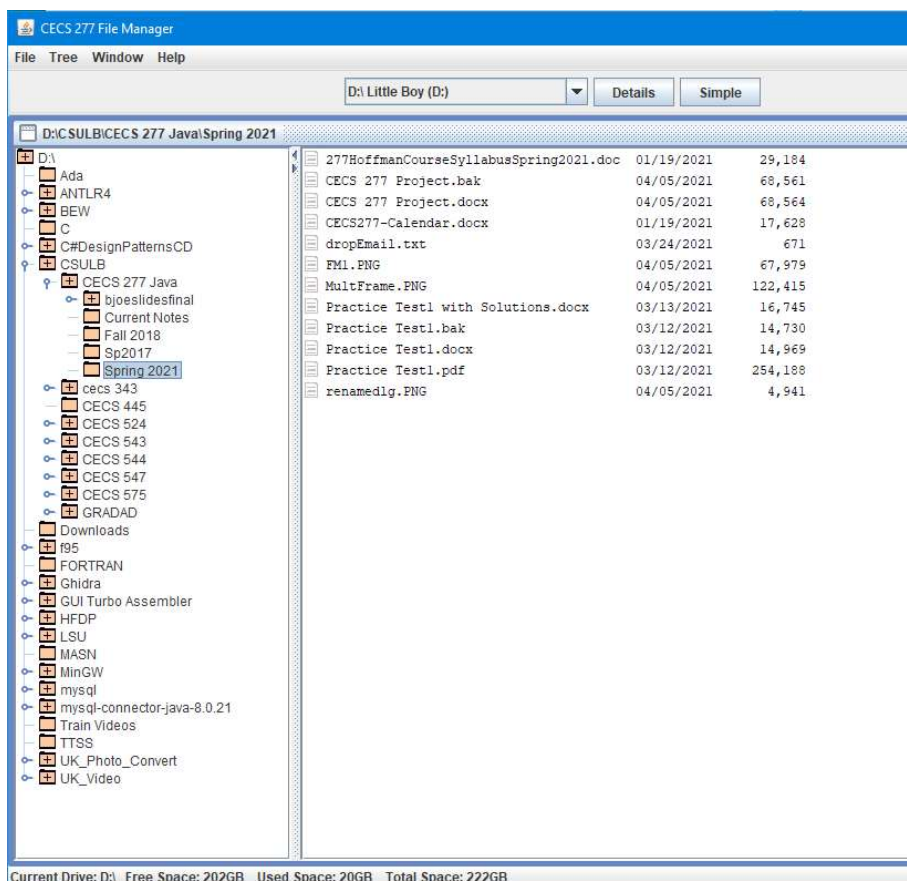 CECS 277 File Manager
File Tree Window Help
D:\ Little Boy (D:) Details Simple
D:\CSULB\CECS 277 Java\Spring 2021
D:\
Ada
ANTLR4
BEW
C
C#DesignPatternsCD
CSULB
CECS 277 Java
bjoeslidesfinal
Current Notes
Fall 2018
Sp2017
Spring 2021
cecs 343
CECS 445
CECS 524
CECS 543
CECS 544
CECS 547
CECS 575
GRADAD
Downloads
f95
FORTRAN
Ghidra
GUI Turbo Assembler
HFDP
LSU
MASN
MinGW
mysql
mysql-connector-java-8.0.21
Train Videos
TTSS
UK_Photo_Convert
UK_Video
277HoffmanCourseSyllabusSpring2021.doc 01/19/2021 29,184
CECS 277 Project.bak 04/05/2021 68,561
CECS 277 Project.docx 04/05/2021 68,564
CECS277-Calendar.docx 01/19/2021 17,628
dropEmail.txt 03/24/2021 671
FM1.PNG 04/05/2021 67,979
MultFrame.PNG 04/05/2021 122,415
Practice Test1 with Solutions.docx 03/13/2021 16,745
Practice Test1.bak 03/12/2021 14,730
Practice Test1.docx 03/12/2021 14,969
Practice Test1.pdf 03/12/2021 254,188
renamedlg.PNG 04/05/2021 4,941
Current Drive: D:\ Free Space: 202GB Used Space: 20GB Total Space: 222GB